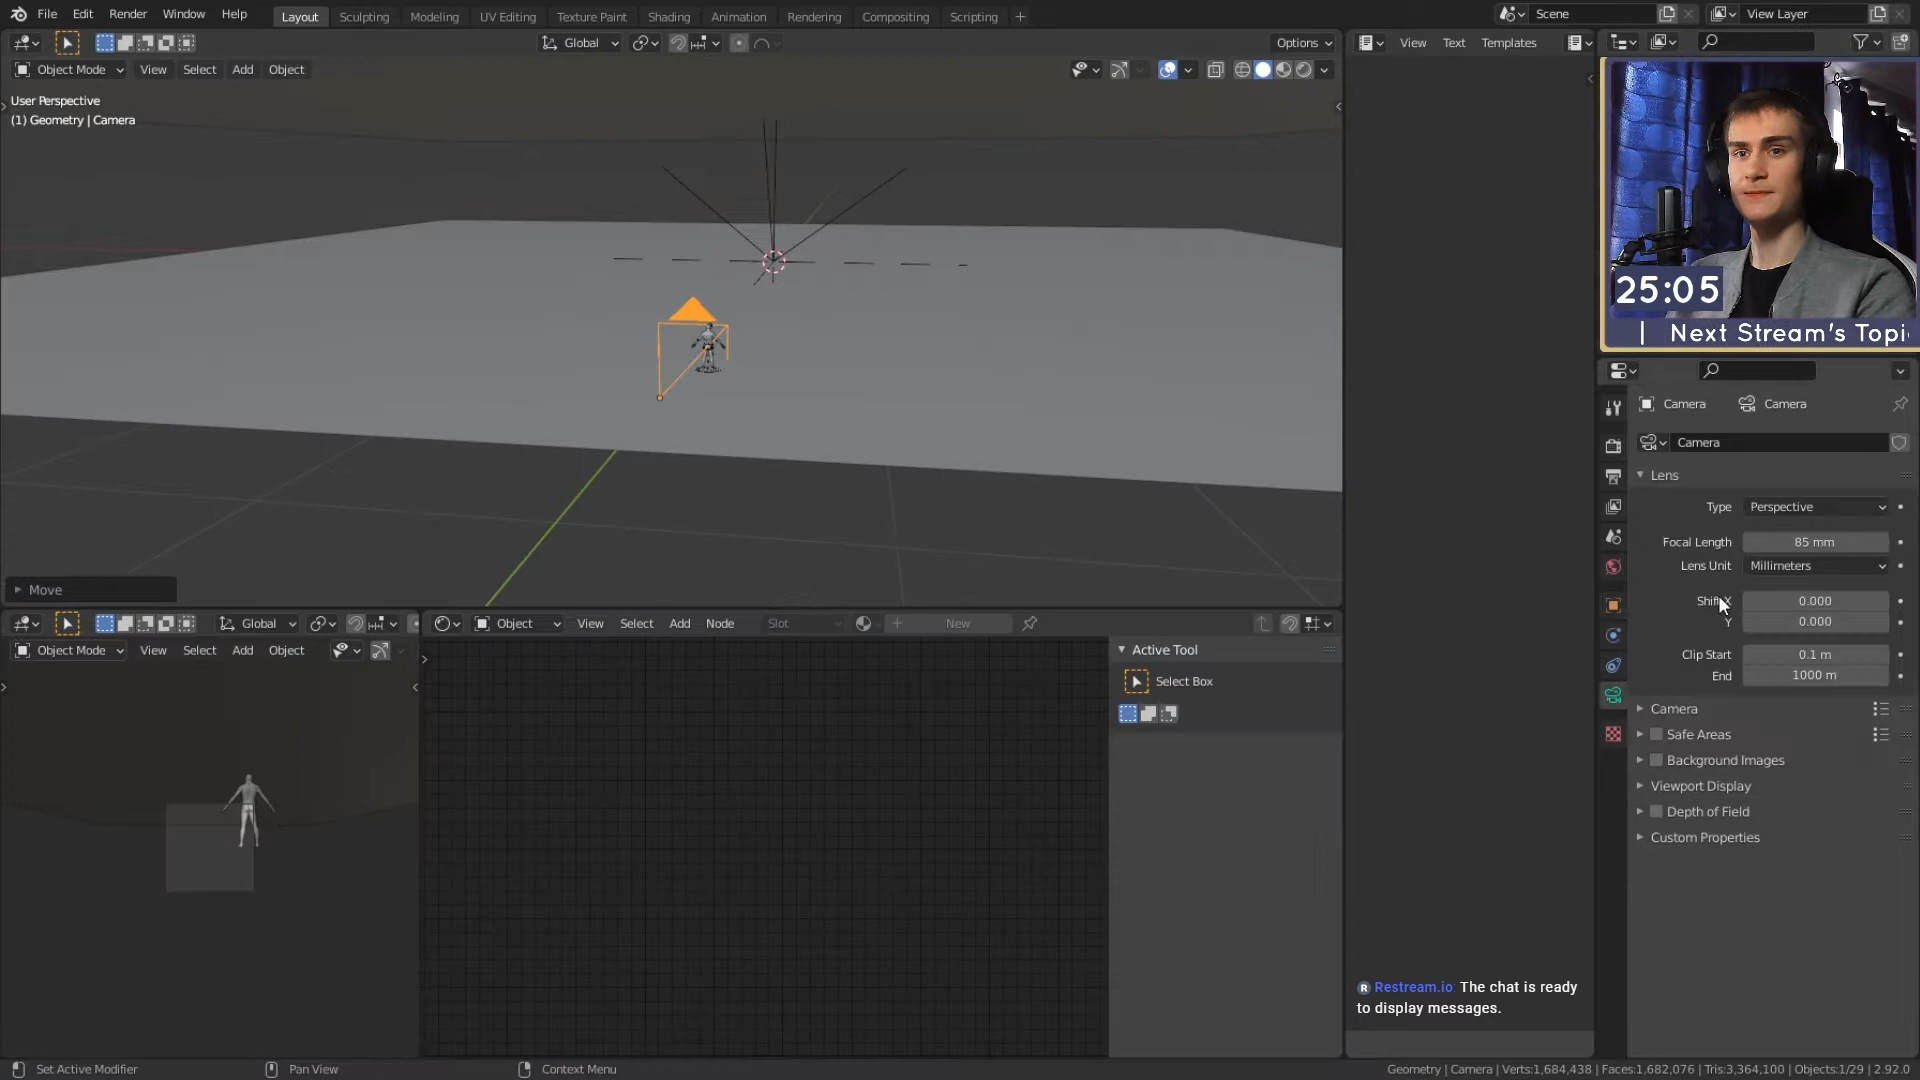 File Edit Render Window Help Layout Sculpting Modeling UV Editing Texture Paint Shading Animation Rendering Compositing Scripting + Scene View Layer
Global Options View Text Templates
Object Mode View Select Add Object
User Perspective
(1) Geometry | Camera
25:05
| Next Stream's Topi
Camera Camera
Camera
Lens
Type Perspective
Focal Length 85 mm
Lens Unit Millimeters
Shift X 0.000
Y 0.000
Clip Start 0.1 m
End 1000 m
Camera
Safe Areas
Background Images
Viewport Display
Depth of Field
Custom Properties
Move
Global Object View Select Add Node Slot New
Object Mode View Select Add Object
Active Tool
Select Box
Restream.io: The chat is ready
to display messages.
Set Active Modifier Pan View Context Menu Geometry | Camera | Verts:1,684,438 | Faces:1,682,076 | Tris:3,364,100 | Objects:1/29 | 2.92.0